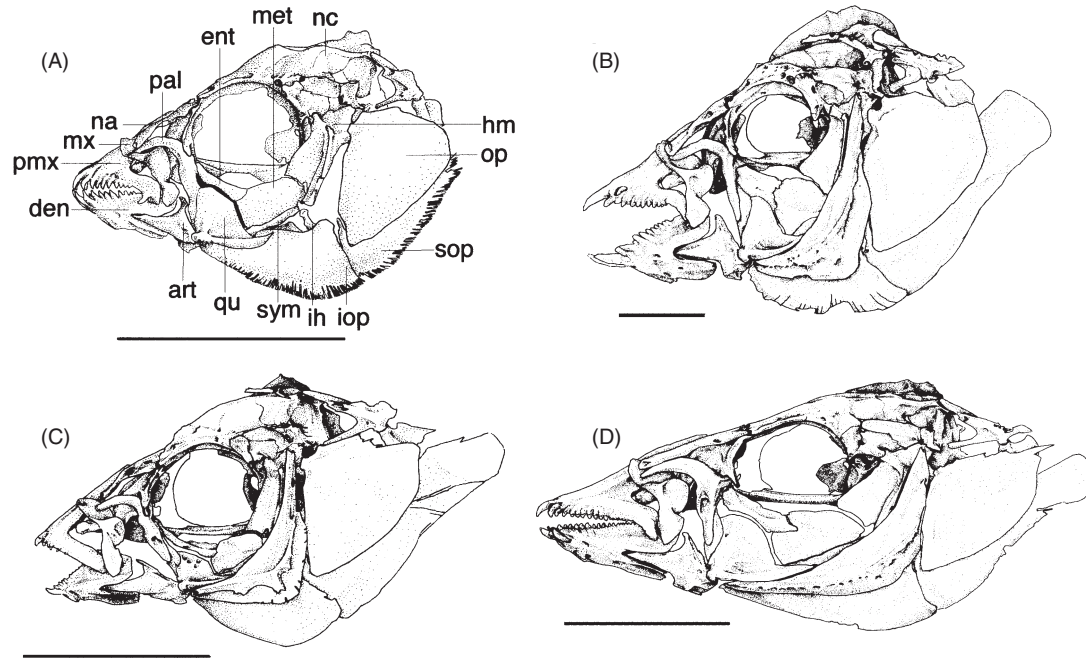 (A)
ent
met
nc
pal
na
mx
pmx
den
hm
op
sop
art
qu
sym
ih
iop
(B)
(C)
(D)